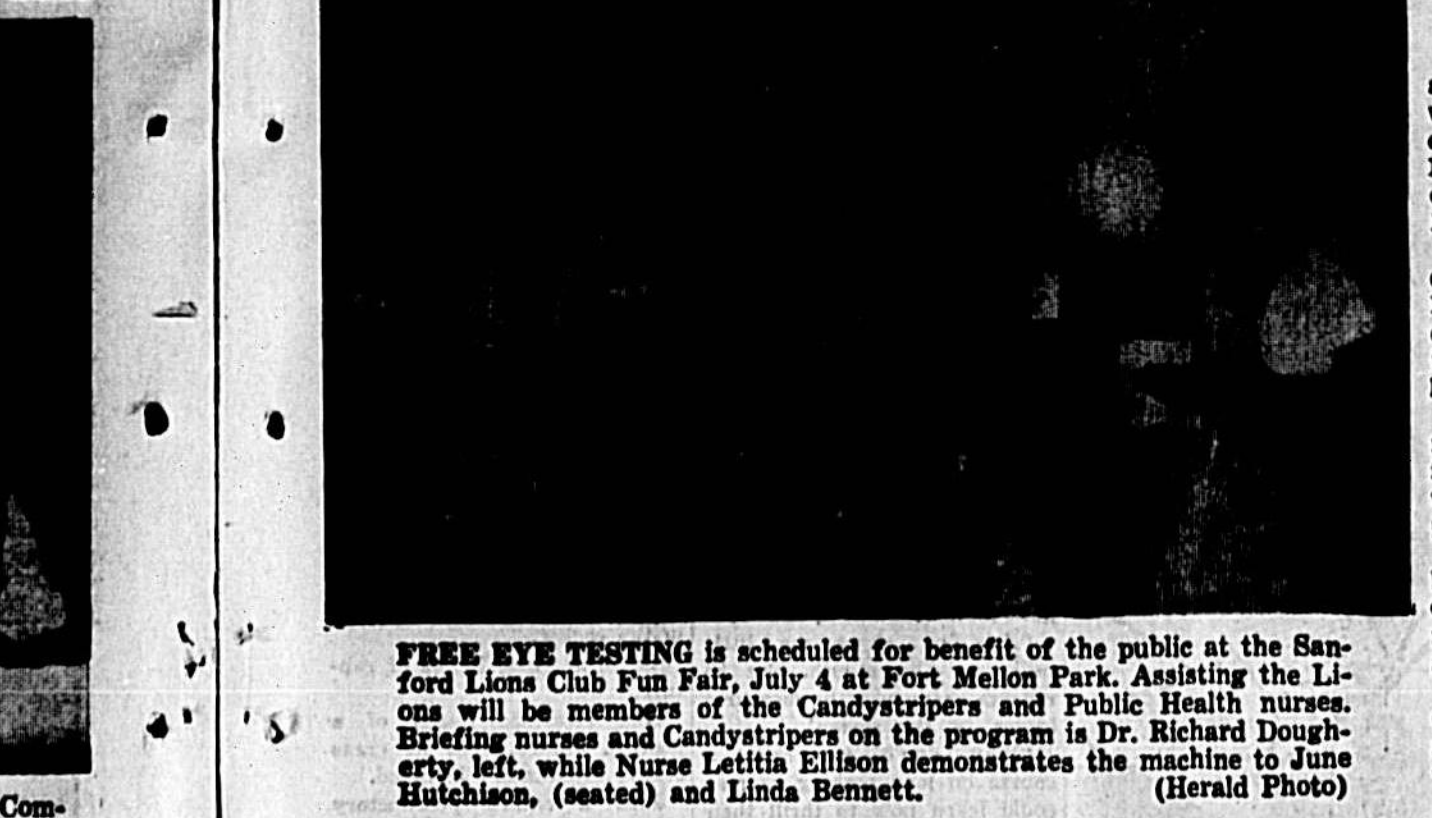 FREE EYE TESTING is scheduled for benefit of the public at the San-
ford Lions Club Fun Fair, July 4 at Fort Mellon Park. Assisting the Li-
ons will be members of the Candystripers and Public Health nurses.
Briefing nurses and Candystripers on the program is Dr. Richard Dough-
erty, left, while Nurse Letitia Ellison demonstrates the machine to June
Hutchison, (seated) and Linda Bennett. (Herald Photo)
Com-